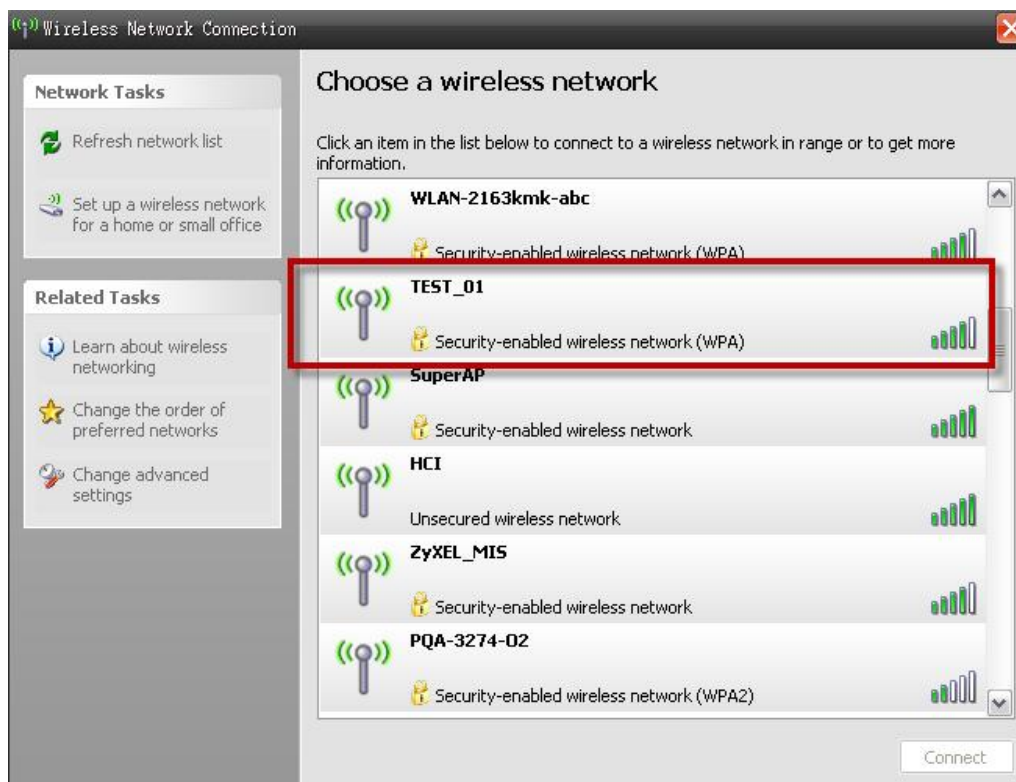 Wireless Network Connection
Network Tasks
Refresh network list
Set up a wireless network
for a home or small office
Related Tasks
Learn about wireless
networking
Change the order of
preferred networks
Change advanced
settings
Choose a wireless network
Click an item in the list below to connect to a wireless network in range or to get more
information.
WLAN-2163kmk-abc
Security-enabled wireless network (WPA)
TEST_01
Security-enabled wireless network (WPA)
SuperAP
Security-enabled wireless network
HCI
Unsecured wireless network
ZyXEL_MIS
Security-enabled wireless network
PQA-3274-02
Security-enabled wireless network (WPA2)
Connect